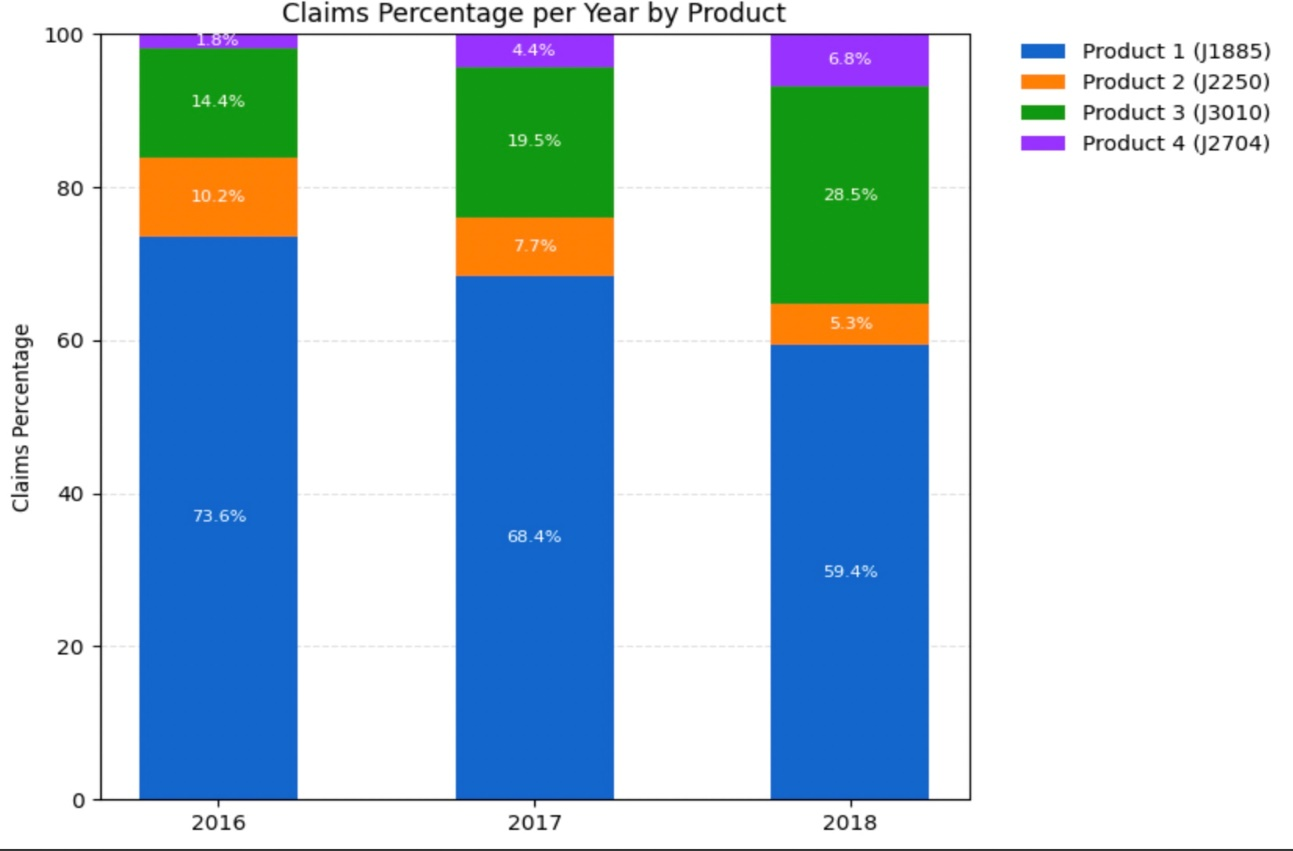 Claims Percentage per Year by Product
100
80
60
40
20
0
Claims Percentage
1.8%
14.4%
10.2%
73.6%
4.4%
19.5%
7.7%
68.4%
6.8%
28.5%
5.3%
59.4%
2016 2017 2018
Product 1 (J1885)
Product 2 (J2250)
Product 3 (J3010)
Product 4 (J2704)